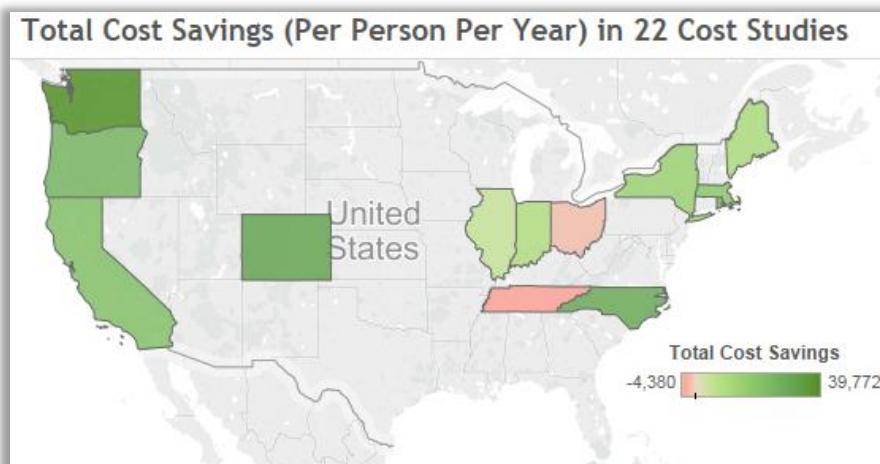 Total Cost Savings (Per Person Per Year) in 22 Cost Studies
United
States
Total Cost Savings
-4,380 39,772